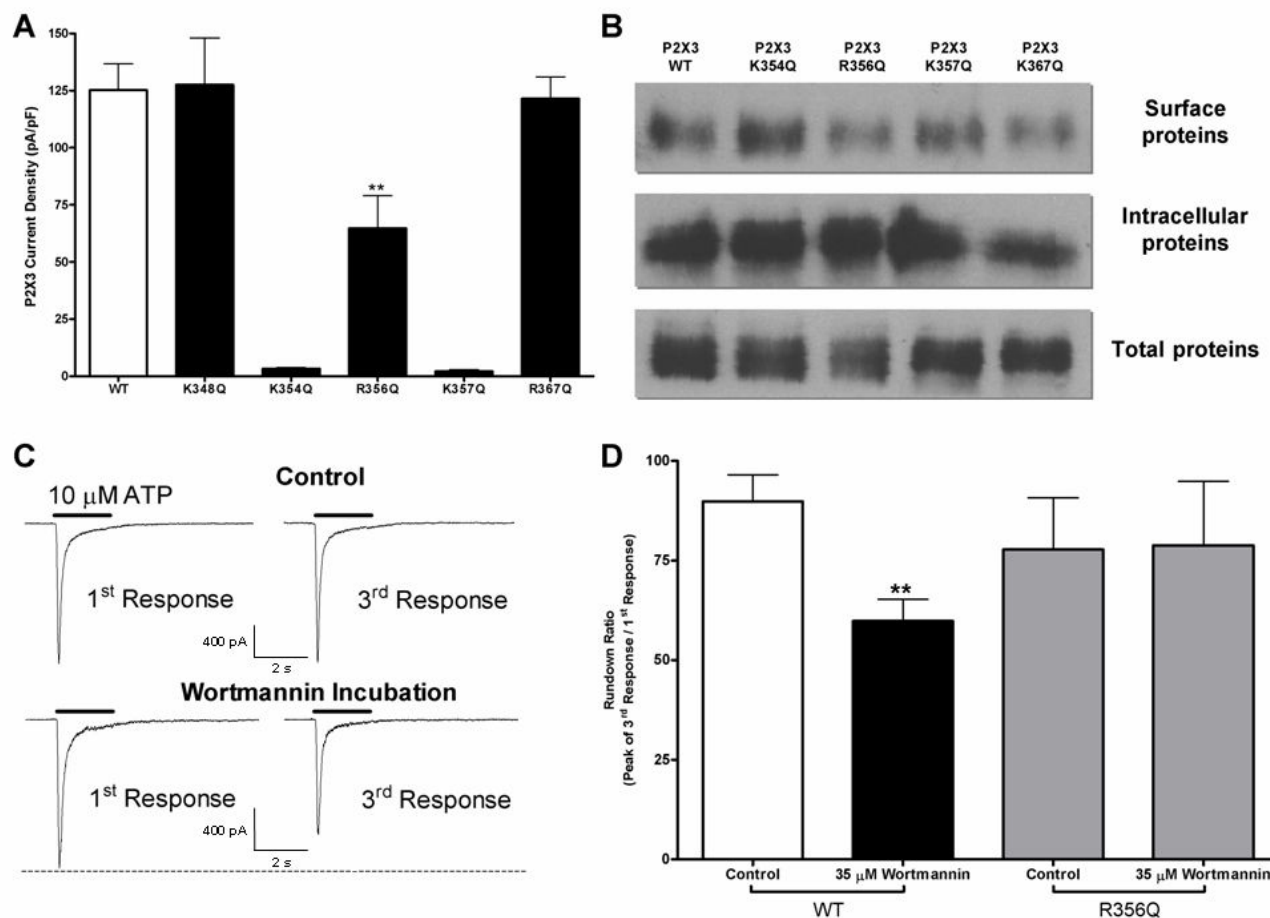 A
P2X3 Current Density (pA/pF)
150
125
100
75
50
25
0
**
WT
K348Q
K354Q
R356Q
K357Q
R367Q
B
P2X3 P2X3 P2X3 P2X3 P2X3
WT K354Q R356Q K357Q K367Q
Surface
proteins
Intracellular
proteins
Total proteins
C
Control
10 μM ATP
1st Response
3rd Response
400 pA
2 s
Wortmannin Incubation
1st Response
3rd Response
400 pA
2 s
D
Rundown Ratio
(Peak of 3rd Response / 1st Response)
100
75
50
25
0
**
Control
35 μM Wortmannin
Control
35 μM Wortmannin
WT
R356Q